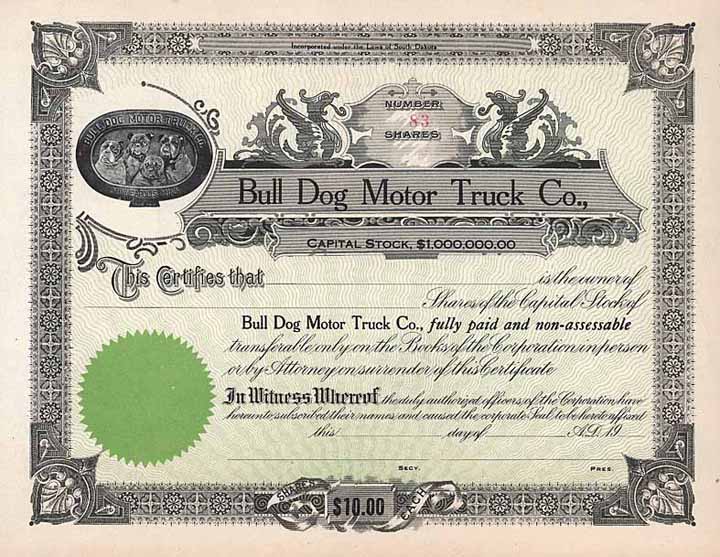 Incorporated under the Laws of South Dakota
NUMBER
83
SHARES
BULL DOG MOTOR TRUCK CO.
Bull Dog Motor Truck Co.,
CAPITAL STOCK, $1,000,000.00
This Certifies that is the owner of
Shares of the Capital Stock of
Bull Dog Motor Truck Co., fully paid and non-assessable
transferable only on the Books of the Corporation in person
or by Attorney on surrender of this Certificate
In Witness Whereof the duly authorized officers of the Corporation have
hereunto subscribed their names and caused the corporate Seal to be hereto affixed
this day of A.D. 19
SECY. PRES.
SHARES $10.00 EACH